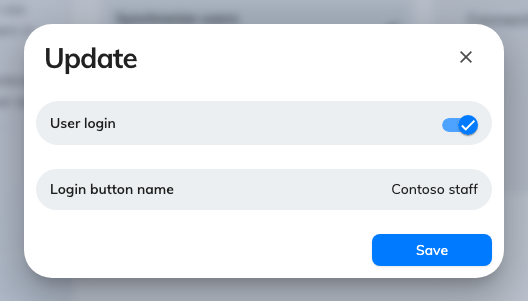 Update
User login
Login button name
Contoso staff
Save